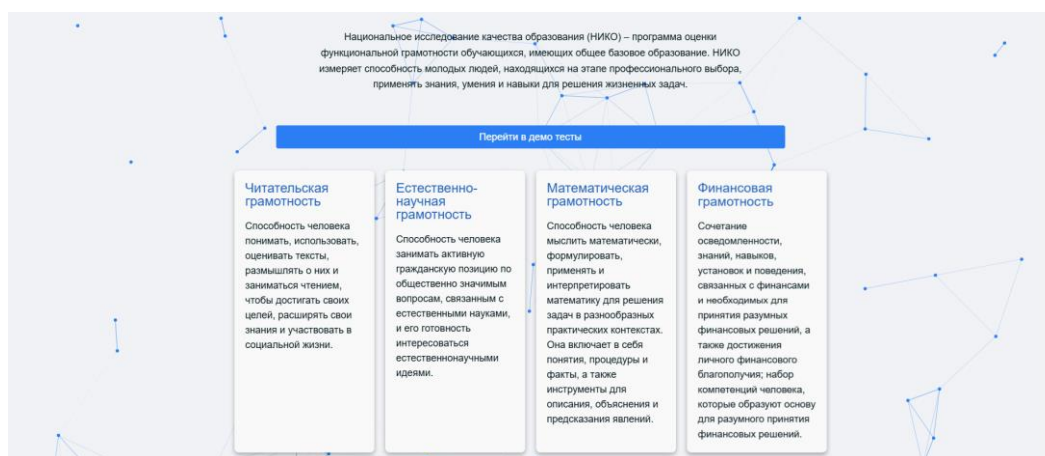 Национальное исследование качества образования (НИКО) – программа оценки
функциональной грамотности обучающихся, имеющих общее базовое образование. НИКО
измеряет способность молодых людей, находящихся на этапе профессионального выбора,
применять знания, умения и навыки для решения жизненных задач.
Перейти в демо тесты
Читательская
грамотность
Способность человека
понимать, использовать,
оценивать тексты,
размышлять о них и
заниматься чтением,
чтобы достигать своих
целей, расширять свои
знания и участвовать в
социальной жизни.
Естественно-
научная
грамотность
Способность человека
занимать активную
гражданскую позицию по
общественно значимым
вопросам, связанным с
естественными науками,
и его готовность
интересоваться
естественнонаучными
идеями.
Математическая
грамотность
Способность человека
мыслить математически,
формулировать,
применять и
интерпретировать
математику для решения
задач в разнообразных
практических контекстах.
Она включает в себя
понятия, процедуры и
факты, а также
инструменты для
описания, объяснения и
предсказания явлений.
Финансовая
грамотность
Сочетание
осведомленности,
знаний, навыков,
установок и поведения,
связанных с финансами
и необходимых для
принятия разумных
финансовых решений, а
также достижения
личного финансового
благополучия; набор
компетенций человека,
которые образуют основу
для разумного принятия
финансовых решений.